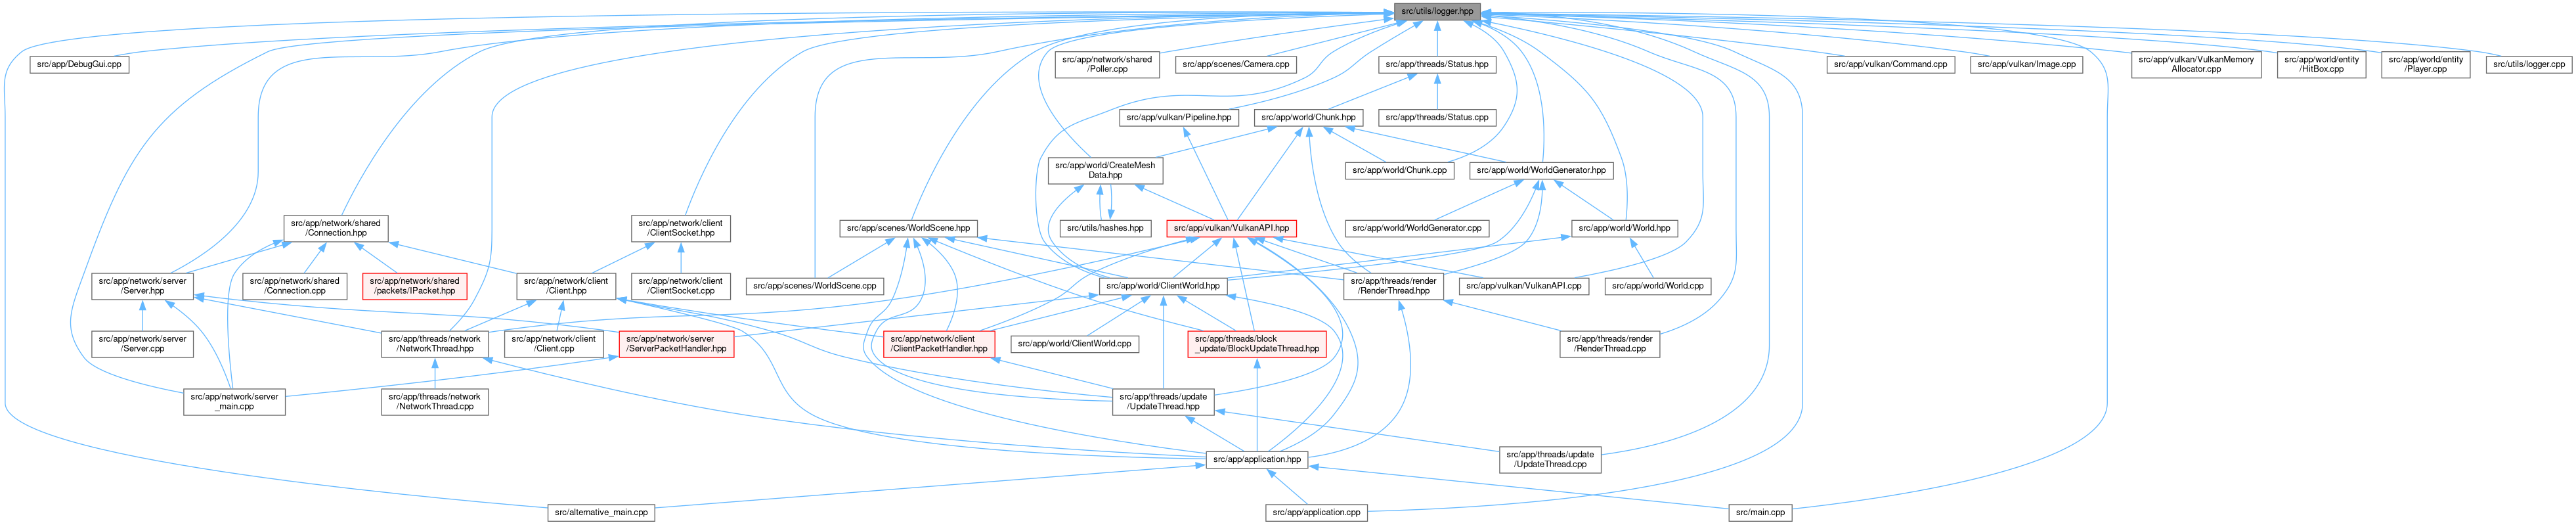 src/utils/logger.hpp
src/app/DebugGui.cpp
src/app/network/shared
/Poller.cpp
src/app/scenes/Camera.cpp
src/app/threads/Status.hpp
src/app/vulkan/Command.cpp
src/app/vulkan/Image.cpp
src/app/vulkan/VulkanMemory
Allocator.cpp
src/app/world/entity
/HitBox.cpp
src/app/world/entity
/Player.cpp
src/utils/logger.cpp
src/app/vulkan/Pipeline.hpp
src/app/world/Chunk.hpp
src/app/threads/Status.cpp
src/app/world/CreateMesh
Data.hpp
src/app/world/Chunk.cpp
src/app/world/WorldGenerator.hpp
src/app/network/shared
/Connection.hpp
src/app/network/client
/ClientSocket.hpp
src/app/scenes/WorldScene.hpp
src/utils/hashes.hpp
src/app/vulkan/VulkanAPI.hpp
src/app/world/WorldGenerator.cpp
src/app/world/World.hpp
src/app/network/server
/Server.hpp
src/app/network/shared
/Connection.cpp
src/app/network/shared
/packets/IPacket.hpp
src/app/network/client
/Client.hpp
src/app/network/client
/ClientSocket.cpp
src/app/scenes/WorldScene.cpp
src/app/world/ClientWorld.hpp
src/app/threads/render
/RenderThread.hpp
src/app/vulkan/VulkanAPI.cpp
src/app/world/World.cpp
src/app/network/server
/Server.cpp
src/app/threads/network
/NetworkThread.hpp
src/app/network/client
/Client.cpp
src/app/network/server
/ServerPacketHandler.hpp
src/app/network/client
/ClientPacketHandler.hpp
src/app/world/ClientWorld.cpp
src/app/threads/block
_update/BlockUpdateThread.hpp
src/app/threads/render
/RenderThread.cpp
src/app/network/server
_main.cpp
src/app/threads/network
/NetworkThread.cpp
src/app/threads/update
/UpdateThread.hpp
src/app/application.hpp
src/app/threads/update
/UpdateThread.cpp
src/alternative_main.cpp
src/app/application.cpp
src/main.cpp